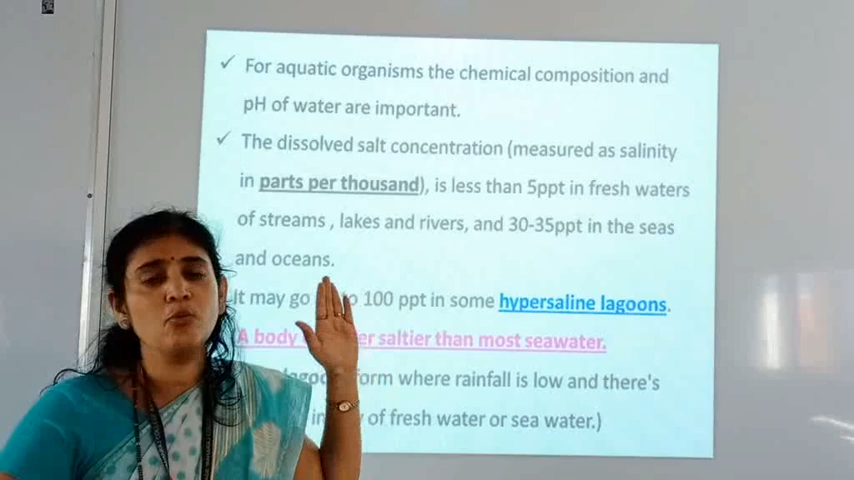 ✓ For aquatic organisms the chemical composition and
pH of water are important.
✓ The dissolved salt concentration (measured as salinity
in parts per thousand), is less than 5ppt in fresh waters
of streams , lakes and rivers, and 30-35ppt in the seas
and oceans.
It may go 100 ppt in some hypersaline lagoons.
A body saltier than most seawater.
form where rainfall is low and there's
of fresh water or sea water.)